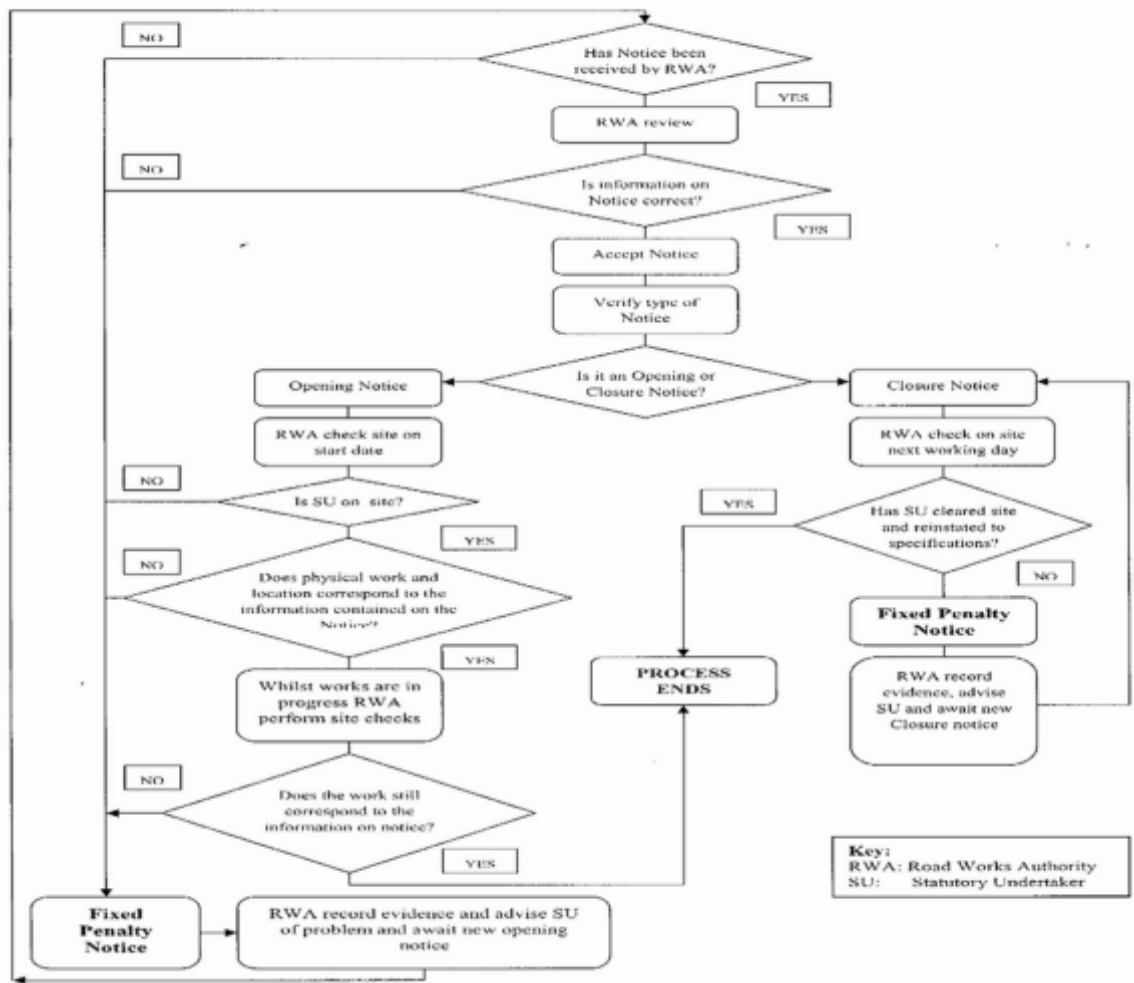 NO
Has Notice been
received by RWA?
YES
RWA review
NO
Is information on
Notice correct?
YES
Accept Notice
Verify type of
Notice
Is it an Opening or
Closure Notice?
Opening Notice
Closure Notice
RWA check site on
start date
RWA check on site
next working day
NO
Is SU on site?
YES
YES
Has SU cleared site
and reinstated to
specifications?
NO
NO
Does physical work and
location correspond to the
information contained on the
Notice?
YES
Fixed Penalty
Notice
Whilst works are in
progress RWA
perform site checks
PROCESS
ENDS
RWA record
evidence, advise
SU and await new
Closure notice
NO
Does the work still
correspond to the
information on notice?
YES
Key:
RWA: Road Works Authority
SU: Statutory Undertaker
Fixed
Penalty
Notice
RWA record evidence and advise SU
of problem and await new opening
notice